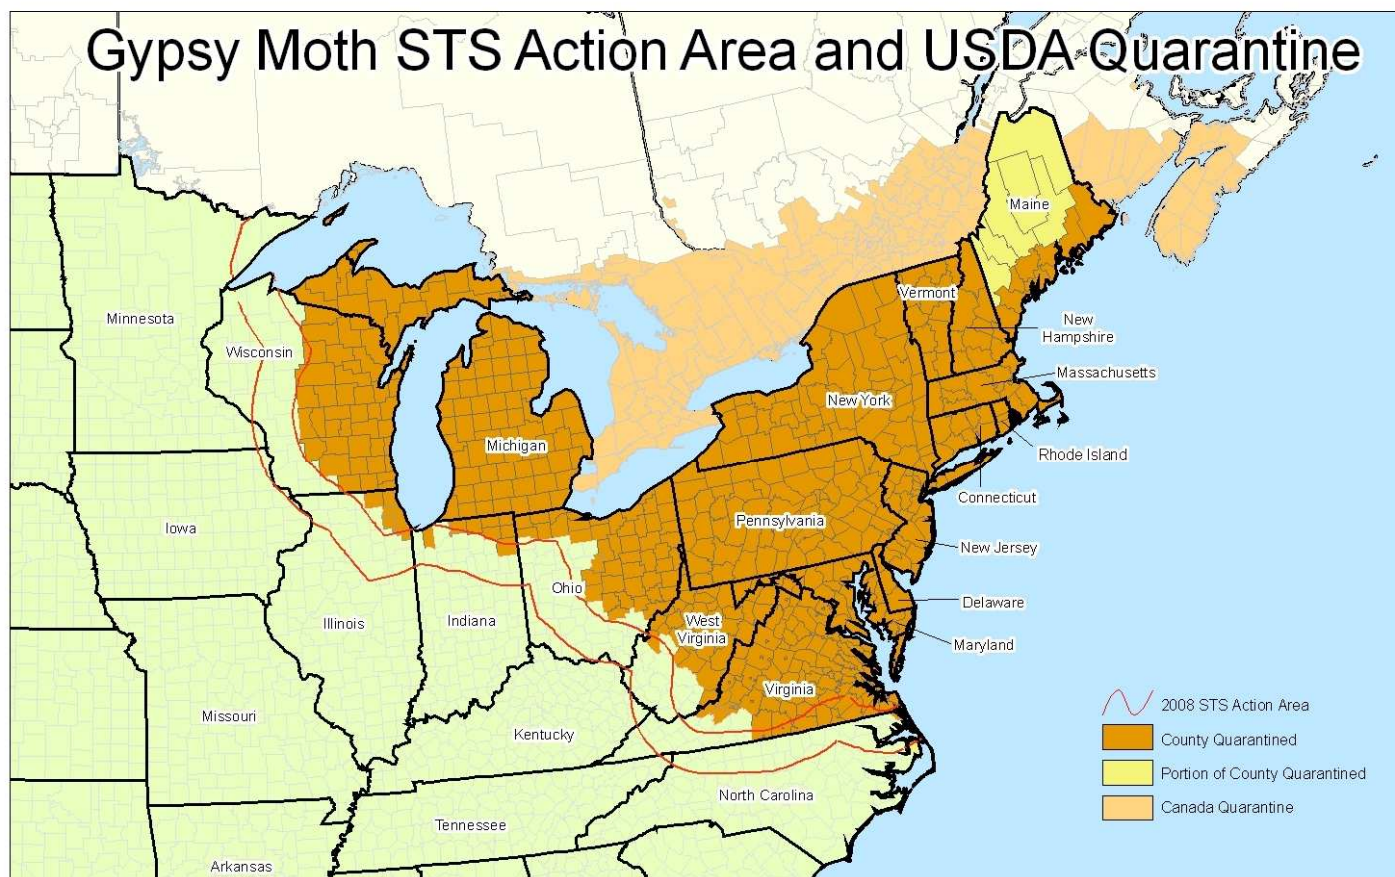 Gypsy Moth STS Action Area and USDA Quarantine
Maine
Minnesota
Vermont
New
Hampshire
Wisconsin
Massachusetts
New York
Michigan
Rhode Island
Connecticut
Pennsylvania
Iowa
New Jersey
Ohio
Delaware
Illinois
Indiana
West
Virginia
Maryland
Virginia
2008 STS Action Area
Missouri
Kentucky
County Quarantined
Portion of County Quarantined
North Carolina
Canada Quarantine
Tennessee
Arkansas